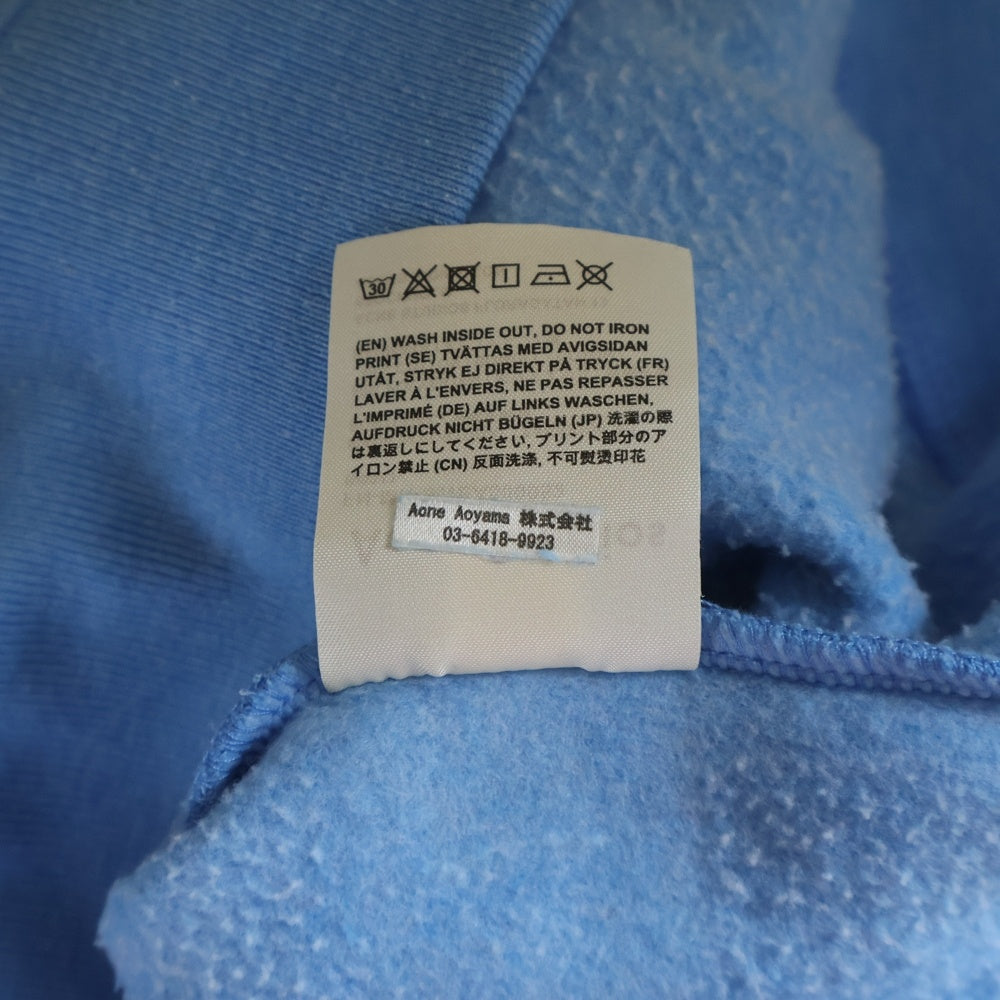 30
(EN) WASH INSIDE OUT, DO NOT IRON
PRINT (SE) TVÄTTAS MED AVIGSIDAN
UTÅT, STRYK EJ DIREKT PÅ TRYCK (FR)
LAVER À L'ENVERS, NE PAS REPASSER
L'IMPRIMÉ (DE) AUF LINKS WASCHEN,
AUFDRUCK NICHT BÜGELN (JP) 洗濯の際
は裏返しにしてください, プリント部分のア
イロン禁止 (CN) 反面洗涤, 不可熨烫印花
Acne Aoyama 株式会社
03-6418-9923